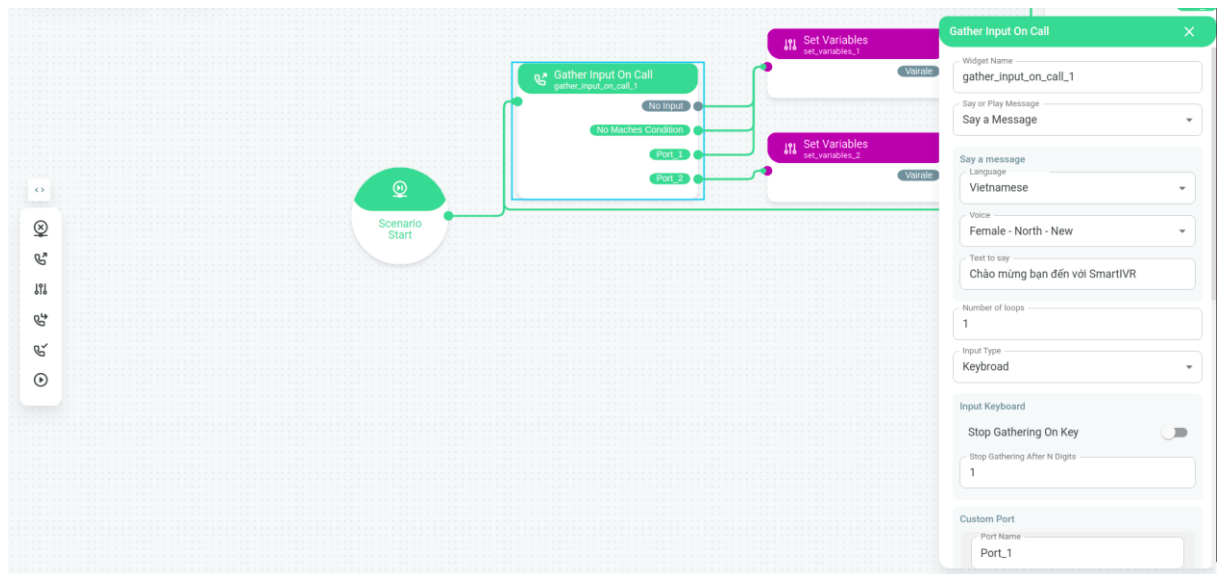 Scenario
Start
Gather Input On Call
gather_input_on_call_1
No Input
No Maches Condition
Port_1
Port_2
Set Variables
set_variables_1
Vairale
Set Variables
set_variables_2
Vairale
Gather Input On Call
Widget Name
gather_input_on_call_1
Say or Play Message
Say a Message
Say a message
Language
Vietnamese
Voice
Female - North - New
Text to say
Chào mừng bạn đến với SmartIVR
Number of loops
1
Input Type
Keybroad
Input Keyboard
Stop Gathering On Key
Stop Gathering After N Digits
1
Custom Port
Port Name
Port_1